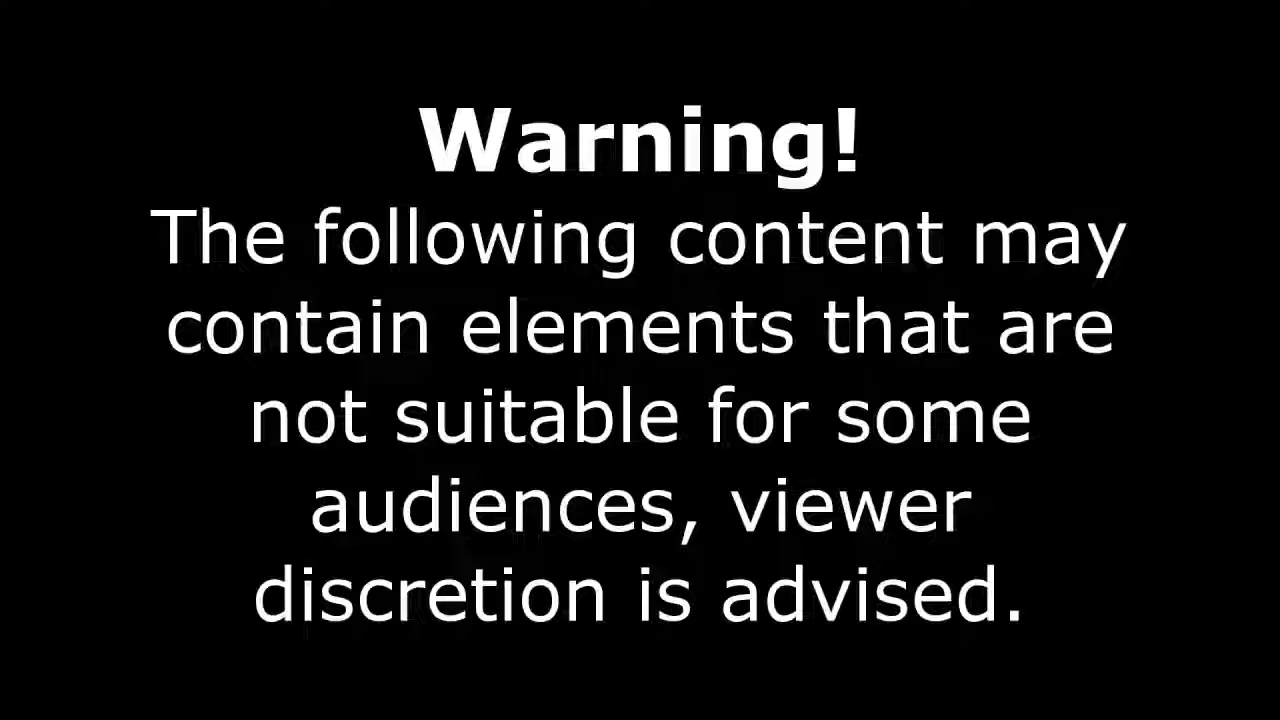 Warning!
The following content may
contain elements that are
not suitable for some
audiences, viewer
discretion is advised.